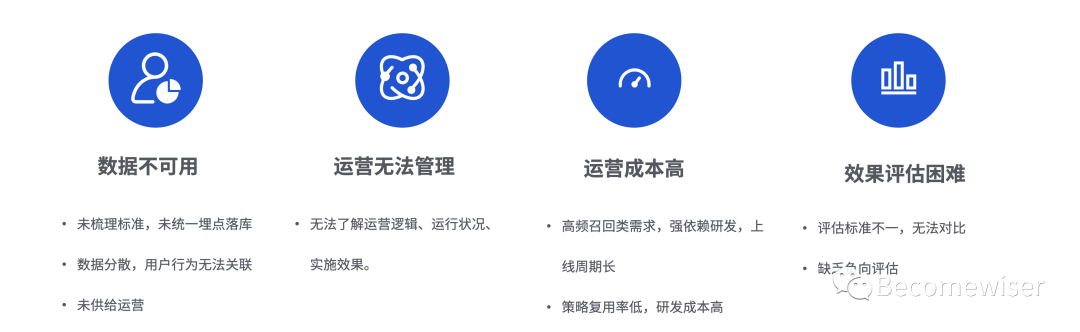 数据不可用
• 未梳理标准，未统一埋点落库
• 数据分散，用户行为无法关联
• 未供给运营
运营无法管理
• 无法了解运营逻辑、运行状况、
实施效果。
运营成本高
• 高频召回类需求，强依赖研发，上
线周期长
• 策略复用率低，研发成本高
效果评估困难
• 评估标准不一，无法对比
• 缺乏负向评估
Becomewiser